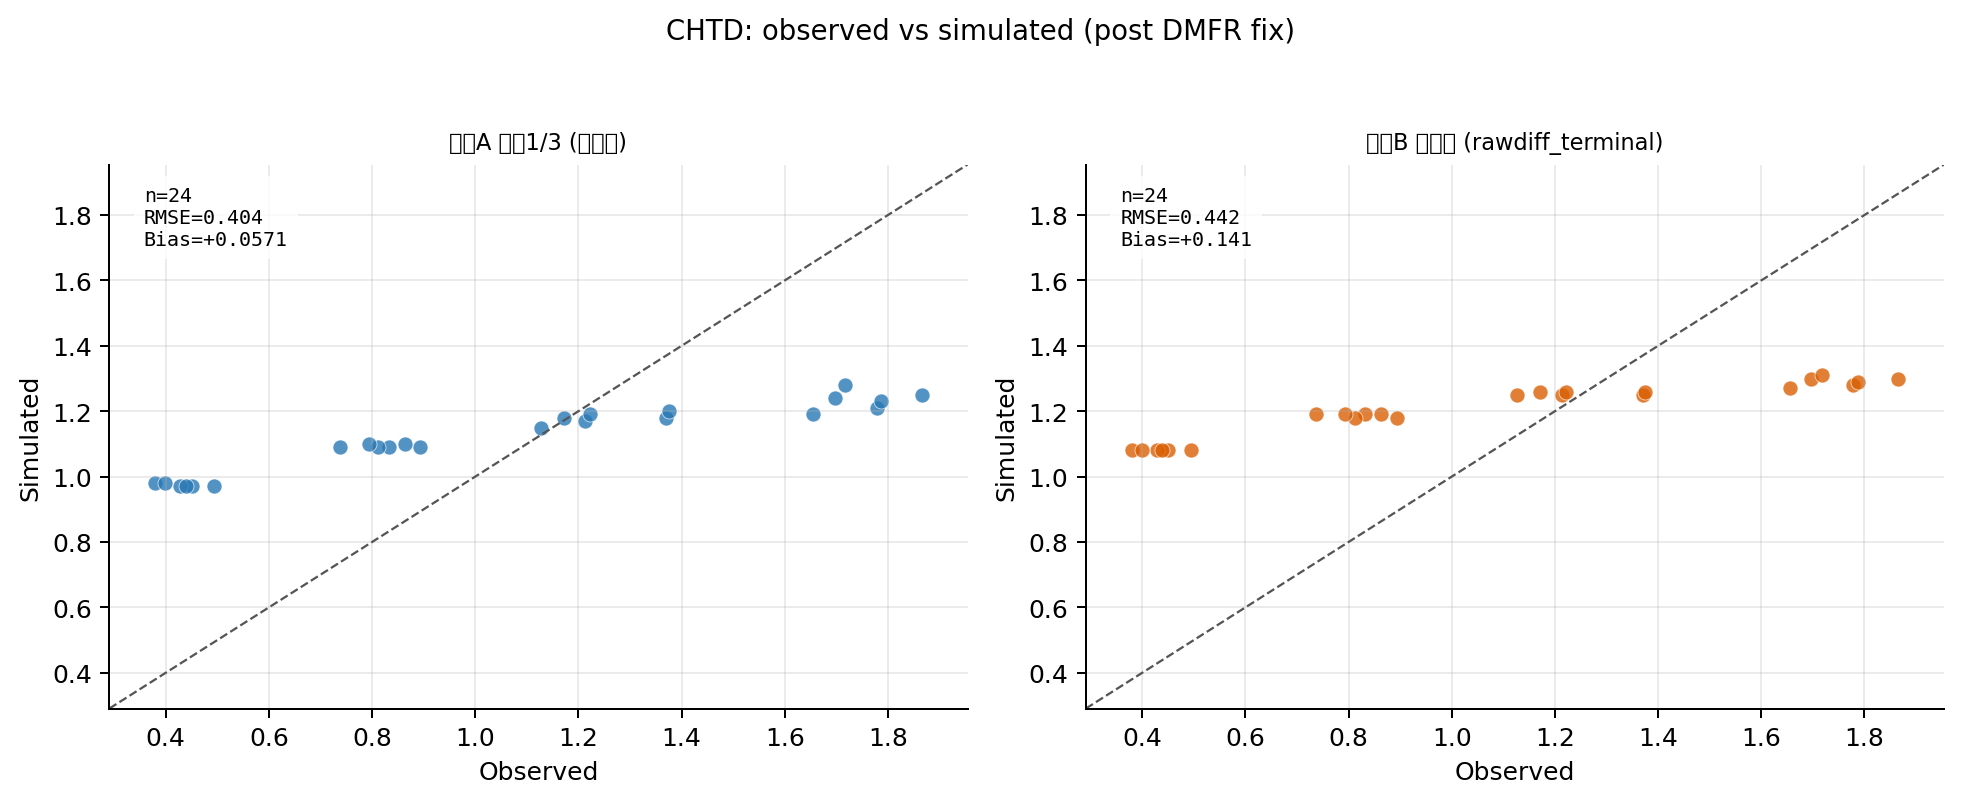 CHTD: observed vs simulated (post DMFR fix)
A 1/3 ()
n=24
RMSE=0.404
Bias=+0.0571
1.8
1.6
1.4
1.2
1.0
0.8
0.6
0.4
Simulated
0.4 0.6 0.8 1.0 1.2 1.4 1.6 1.8
Observed
B (rawdiff_terminal)
n=24
RMSE=0.442
Bias=+0.141
1.8
1.6
1.4
1.2
1.0
0.8
0.6
0.4
Simulated
0.4 0.6 0.8 1.0 1.2 1.4 1.6 1.8
Observed